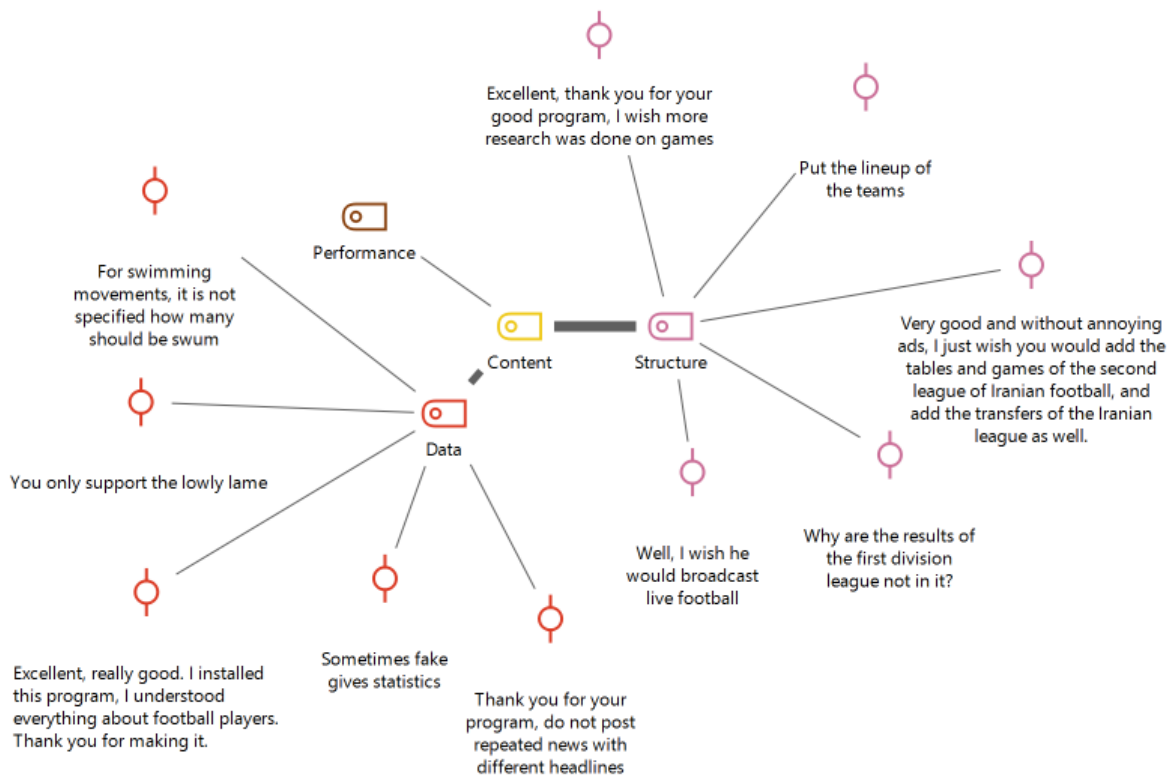 Excellent, thank you for your
good program, I wish more
research was done on games
Put the lineup of
the teams
Performance
For swimming
movements, it is not
specified how many
should be swum
Content
Structure
Very good and without annoying
ads, I just wish you would add the
tables and games of the second
league of Iranian football, and
add the transfers of the Iranian
league as well.
Data
You only support the lowly lame
Well, I wish he
would broadcast
live football
Why are the results of
the first division
league not in it?
Excellent, really good. I installed
this program, I understood
everything about football players.
Thank you for making it.
Sometimes fake
gives statistics
Thank you for your
program, do not post
repeated news with
different headlines